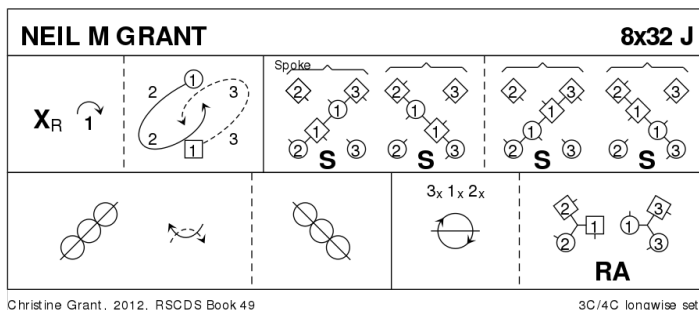 NEIL M GRANT 8x32 J
Spoke
2 3 2 3 2 3 2 3
1 1 1 1
2 3
X R 1
1 1 1 1
2 3
1
2 3 2 3 2 3 2 3
S S S S
3x 1x 2x
2 3
1 1
2 3
RA
Christine Grant, 2012, RSCDS Book 49 3C/4C longwise set